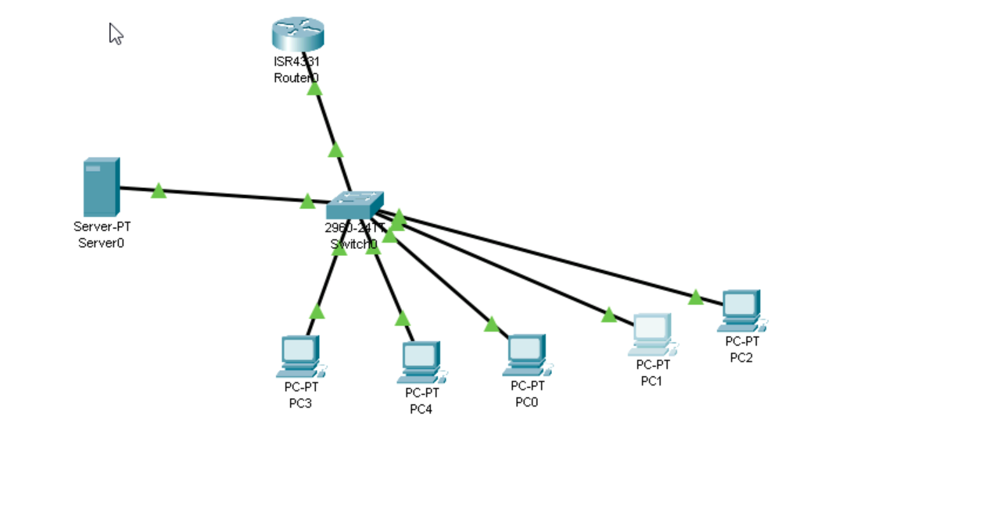 ISR4331
Router0
Server-PT
Server0
2960-24TT
Switch0
PC-PT
PC3
PC-PT
PC4
PC-PT
PC0
PC-PT
PC1
PC-PT
PC2